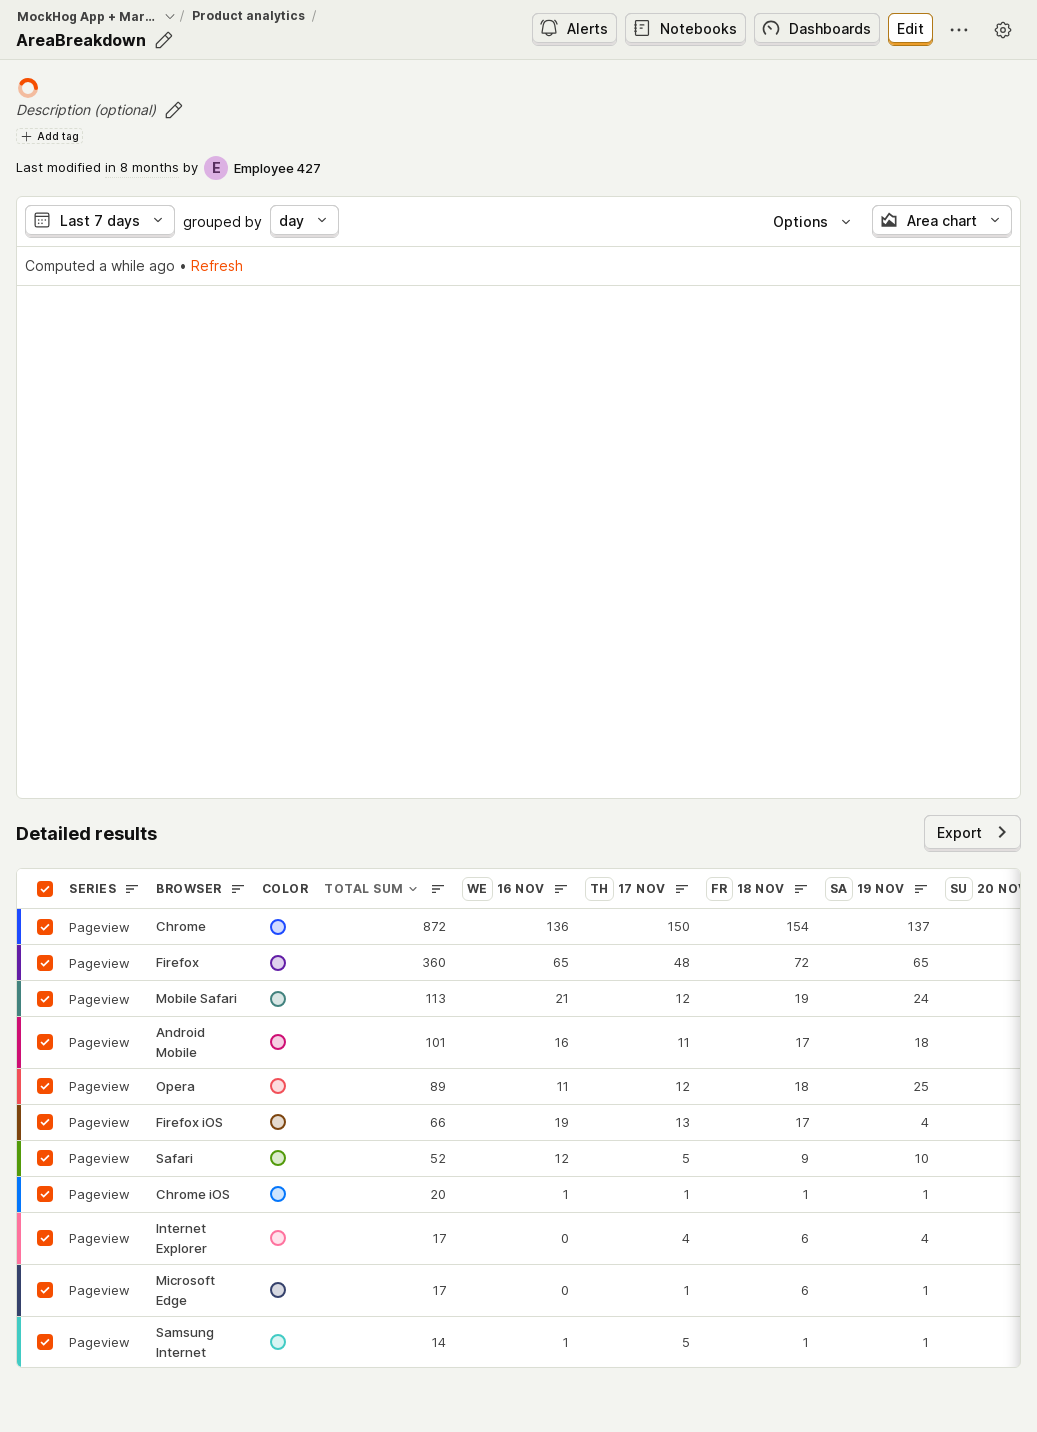 MockHog App + Mar... / Product analytics /
AreaBreakdown
Alerts
Notebooks
Dashboards
Edit
Description (optional)
Add tag
Last modified in 8 months by E Employee 427
Last 7 days grouped by day
Options
Area chart
Computed a while ago • Refresh
Detailed results
Export
SERIES BROWSER COLOR TOTAL SUM WE 16 NOV TH 17 NOV FR 18 NOV SA 19 NOV SU 20 NOV
Pageview Chrome 872 136 150 154 137
Pageview Firefox 360 65 48 72 65
Pageview Mobile Safari 113 21 12 19 24
Pageview Android Mobile 101 16 11 17 18
Pageview Opera 89 11 12 18 25
Pageview Firefox iOS 66 19 13 17 4
Pageview Safari 52 12 5 9 10
Pageview Chrome iOS 20 1 1 1 1
Pageview Internet Explorer 17 0 4 6 4
Pageview Microsoft Edge 17 0 1 6 1
Pageview Samsung Internet 14 1 5 1 1